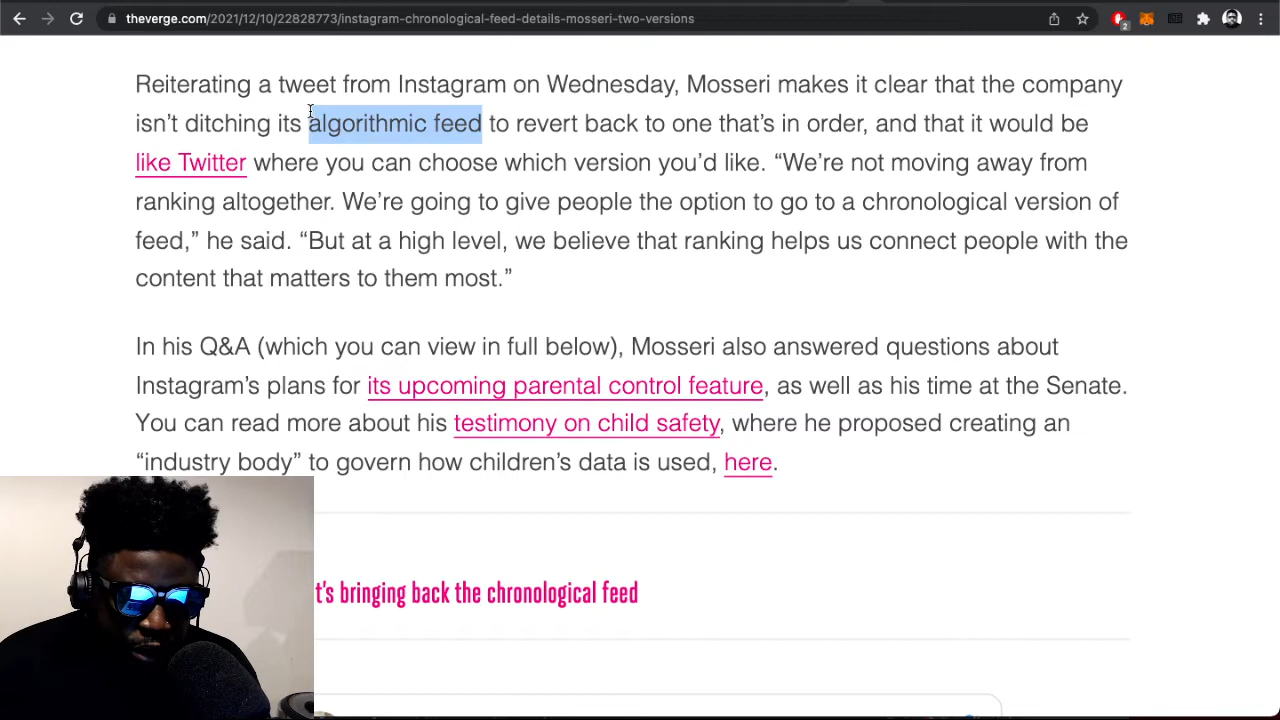 theverge.com/2021/12/10/22828773/instagram-chronological-feed-details-mosseri-two-versions
2
Reiterating a tweet from Instagram on Wednesday, Mosseri makes it clear that the company
isn’t ditching its algorithmic feed to revert back to one that’s in order, and that it would be
like Twitter where you can choose which version you’d like. “We’re not moving away from
ranking altogether. We’re going to give people the option to go to a chronological version of
feed,” he said. “But at a high level, we believe that ranking helps us connect people with the
content that matters to them most.”
In his Q&A (which you can view in full below), Mosseri also answered questions about
Instagram’s plans for its upcoming parental control feature, as well as his time at the Senate.
You can read more about his testimony on child safety, where he proposed creating an
“industry body” to govern how children’s data is used, here.
t's bringing back the chronological feed